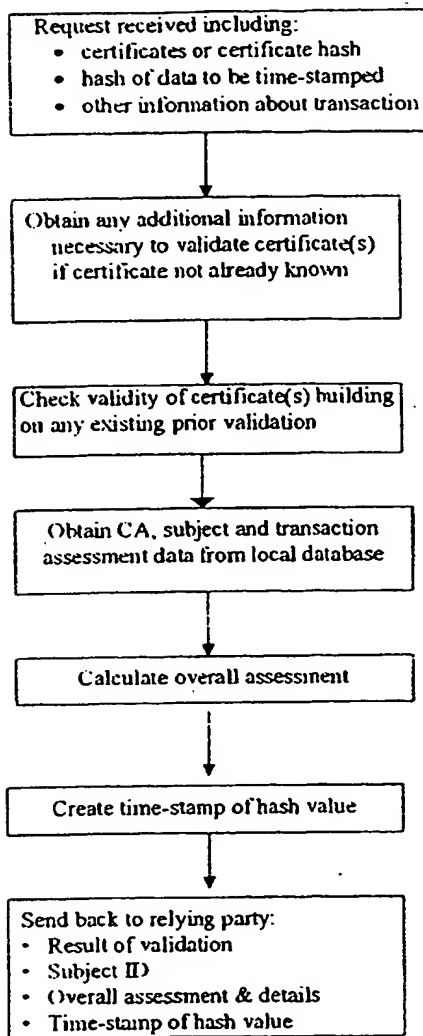 Request received including:
• certificates or certificate hash
• hash of data to be time-stamped
• other information about transaction
Obtain any additional information
necessary to validate certificate(s)
if certificate not already known
Check validity of certificate(s) building
on any existing prior validation
Obtain CA, subject and transaction
assessment data from local database
Calculate overall assessment
Create time-stamp of hash value
Send back to relying party:
• Result of validation
• Subject ID
• Overall assessment & details
• Time-stamp of hash value